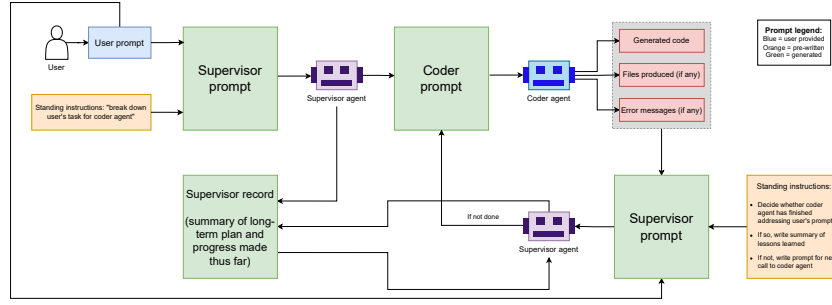 User prompt
User
Standing instructions: "break down
user's task for coder agent"
Supervisor
prompt
Supervisor agent
Coder
prompt
Coder agent
Generated code
Files produced (if any)
Error messages (if any)
Prompt legend:
Blue = user provided
Orange = pre-written
Green = generated
Supervisor record
(summary of long-
term plan and
progress made
thus far)
If not done
Supervisor agent
Supervisor
prompt
Standing instructions:
• Decide whether coder
agent has finished
addressing user's prompt
• If so, write summary of
lessons learned
• If not, write prompt for
call to coder agent